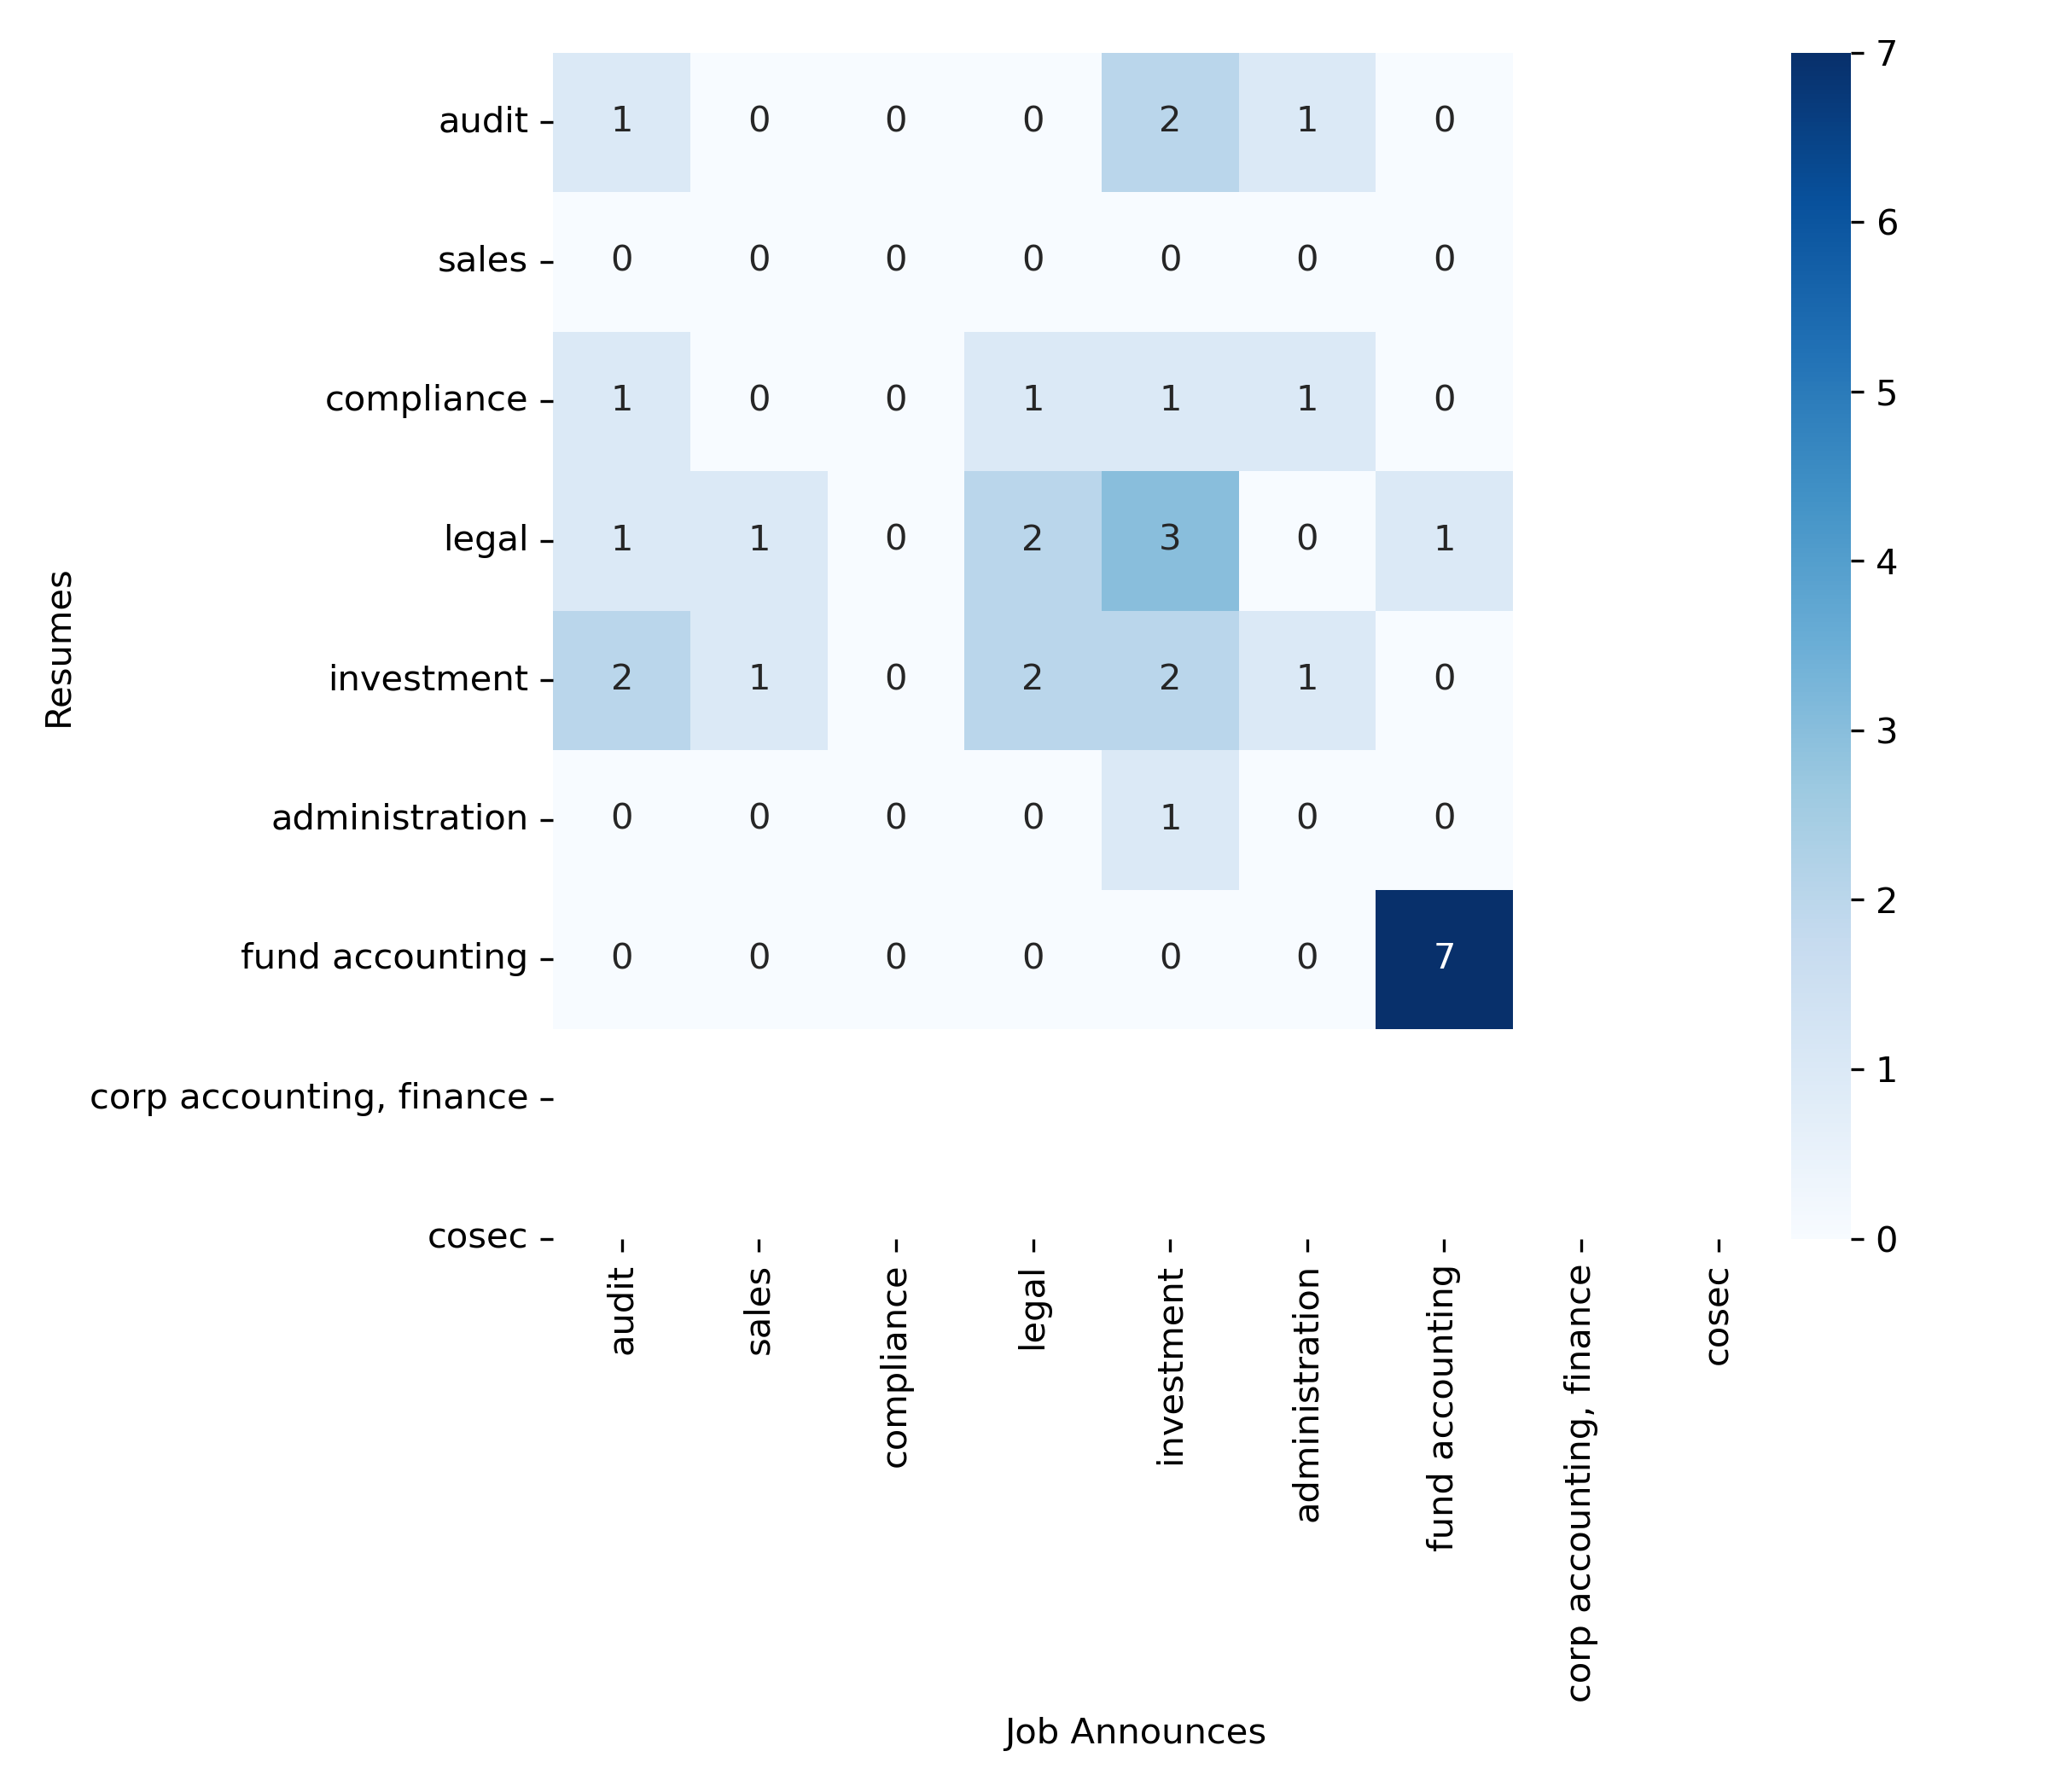 audit 1 0 0 0 2 1 0
sales 0 0 0 0 0 0 0
compliance 1 0 0 1 1 1 0
legal 1 1 0 2 3 0 1
investment 2 1 0 2 2 1 0
administration 0 0 0 0 1 0 0
fund accounting 0 0 0 0 0 0 7
corp accounting, finance
cosec
Resumes
audit
sales
compliance
legal
investment
administration
fund accounting
corp accounting, finance
cosec
Job Announces
7
6
5
4
3
2
1
0